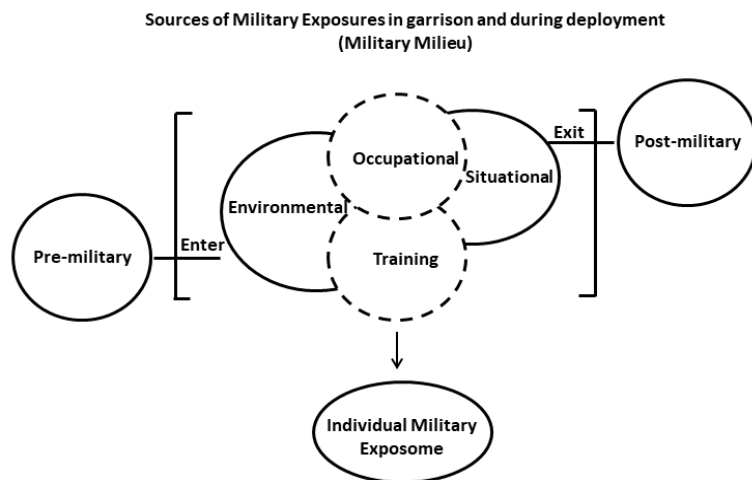 Sources of Military Exposures in garrison and during deployment
(Military Milieu)
Pre-military
Enter
Environmental
Occupational
Situational
Training
Exit
Post-military
Individual Military
Exposome